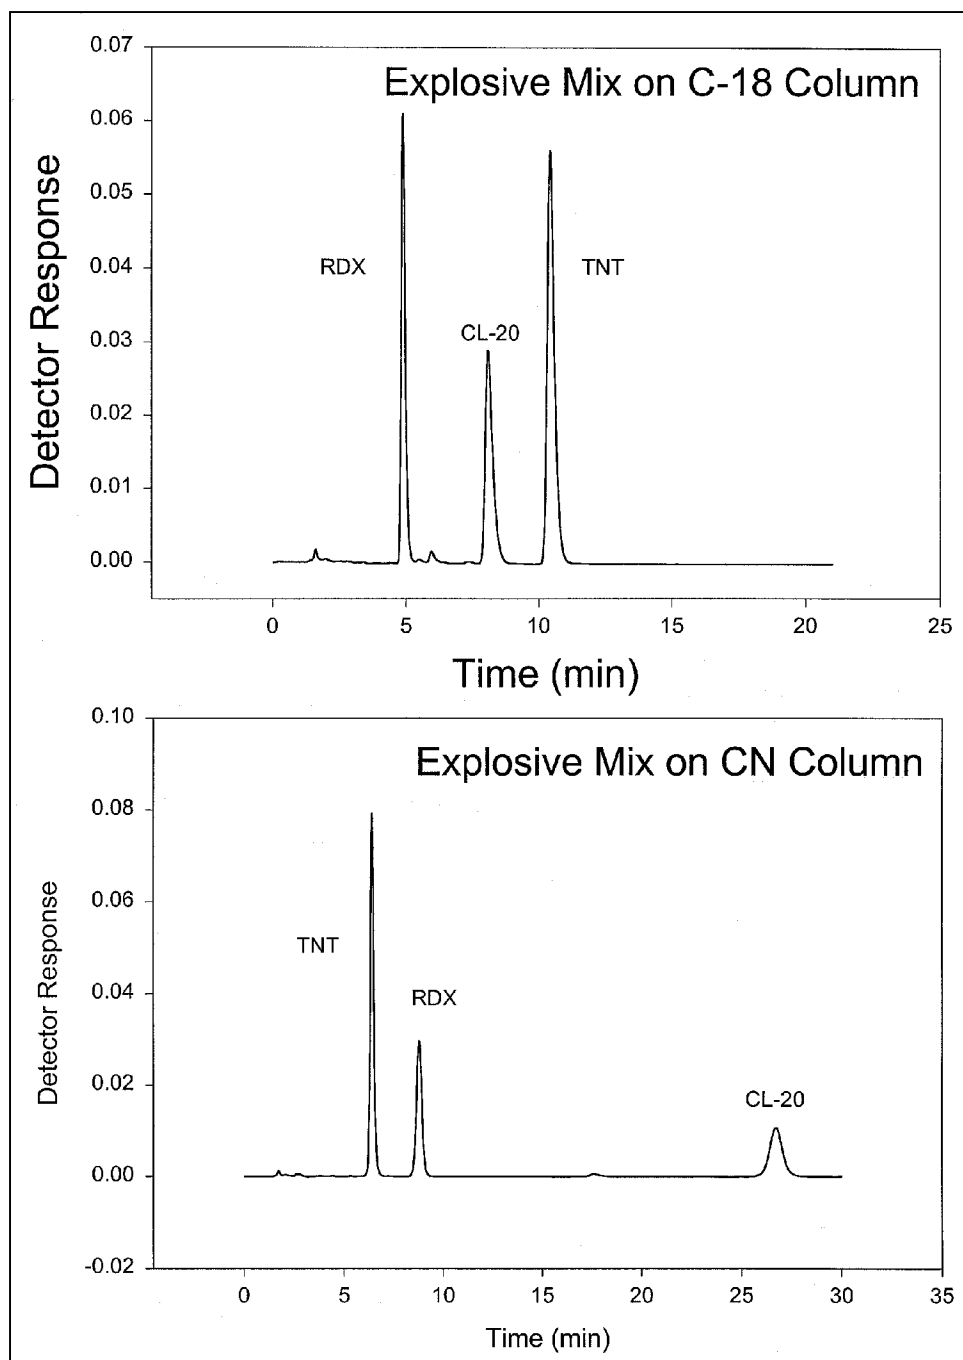 Explosive Mix on C-18 Column
Detector Response
0.07
0.06
0.05
0.04
0.03
0.02
0.01
0.00
RDX
CL-20
TNT
0 5 10 15 20 25
Time (min)
Explosive Mix on CN Column
Detector Response
0.10
0.08
0.06
0.04
0.02
0.00
-0.02
TNT
RDX
CL-20
0 5 10 15 20 25 30 35
Time (min)